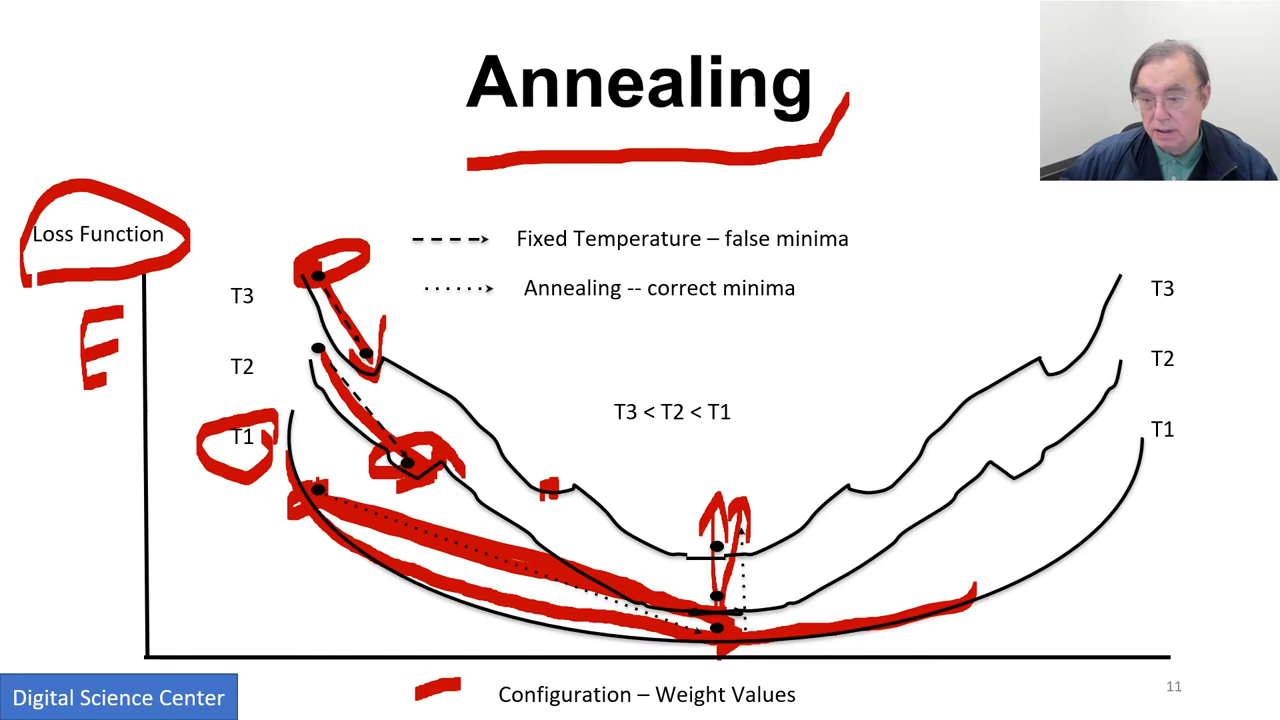 Annealing
Loss Function
E
Fixed Temperature – false minima
Annealing -- correct minima
T3
T3
T2
T2
T3 < T2 < T1
T1
T1
Configuration – Weight Values
Digital Science Center
11